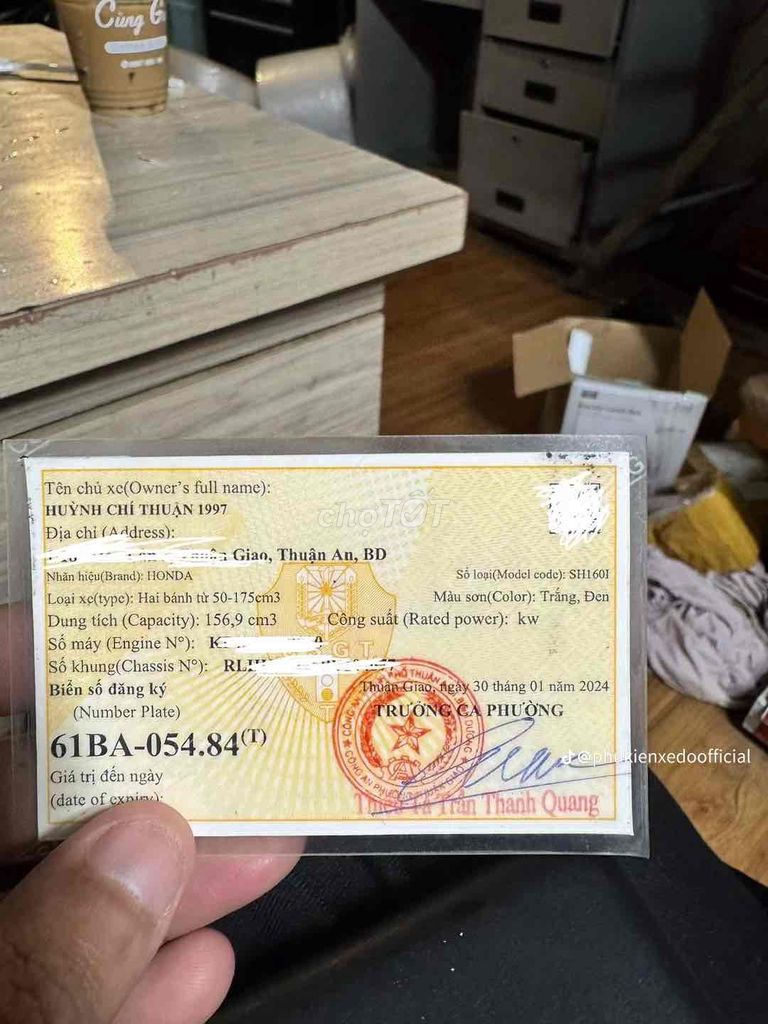 Cùng
Tên chủ xe(Owner's full name):
HUỲNH CHÍ THUẬN 1997
Địa chỉ (Address):
Giao, Thuận An, BD
Nhãn hiệu(Brand): HONDA
Số loại(Model code): SH160I
Loại xe(type): Hai bánh từ 50-175cm3
Màu sơn(Color): Trắng, Đen
Dung tích (Capacity): 156,9 cm3
Công suất (Rated power): kw
Số máy (Engine N°):
Số khung(Chassis N°):
Biển số đăng ký
Thuận Giao, ngày 30 tháng 01 năm 2024
(Number Plate)
TRƯỞNG CA PHƯỜNG
61BA-054.84(T)
Giá trị đến ngày
(date of expiry):
Trần Thanh Quang
choTỐT
@phukienxedoofficial